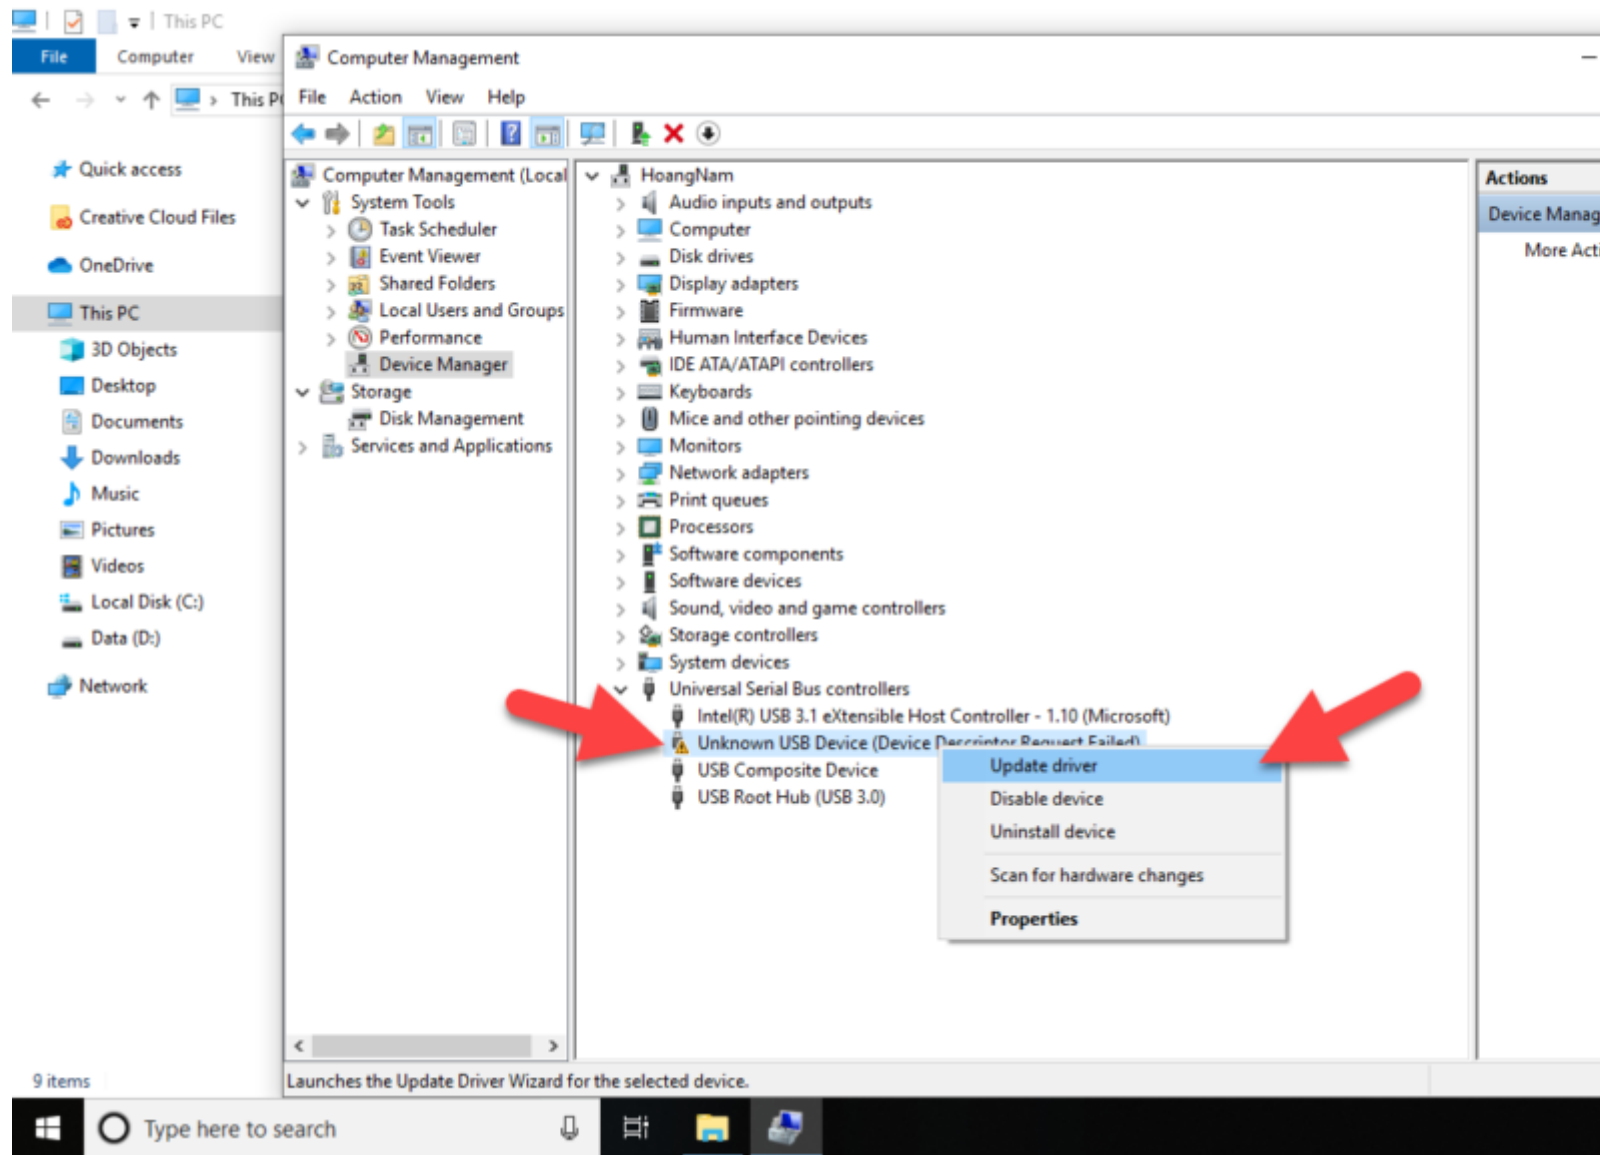 This PC
File Computer View
This P
Quick access
Creative Cloud Files
OneDrive
This PC
3D Objects
Desktop
Documents
Downloads
Music
Pictures
Videos
Local Disk (C:)
Data (D:)
Network
9 items
Computer Management
File Action View Help
Computer Management (Local
System Tools
Task Scheduler
Event Viewer
Shared Folders
Local Users and Groups
Performance
Device Manager
Storage
Disk Management
Services and Applications
HoangNam
Audio inputs and outputs
Computer
Disk drives
Display adapters
Firmware
Human Interface Devices
IDE ATA/ATAPI controllers
Keyboards
Mice and other pointing devices
Monitors
Network adapters
Print queues
Processors
Software components
Software devices
Sound, video and game controllers
Storage controllers
System devices
Universal Serial Bus controllers
Intel(R) USB 3.1 eXtensible Host Controller - 1.10 (Microsoft)
Unknown USB Device (Device Descriptor Request Failed)
USB Composite Device
USB Root Hub (USB 3.0)
Update driver
Disable device
Uninstall device
Scan for hardware changes
Properties
Actions
Device Manag
More Acti
Launches the Update Driver Wizard for the selected device.
Type here to search